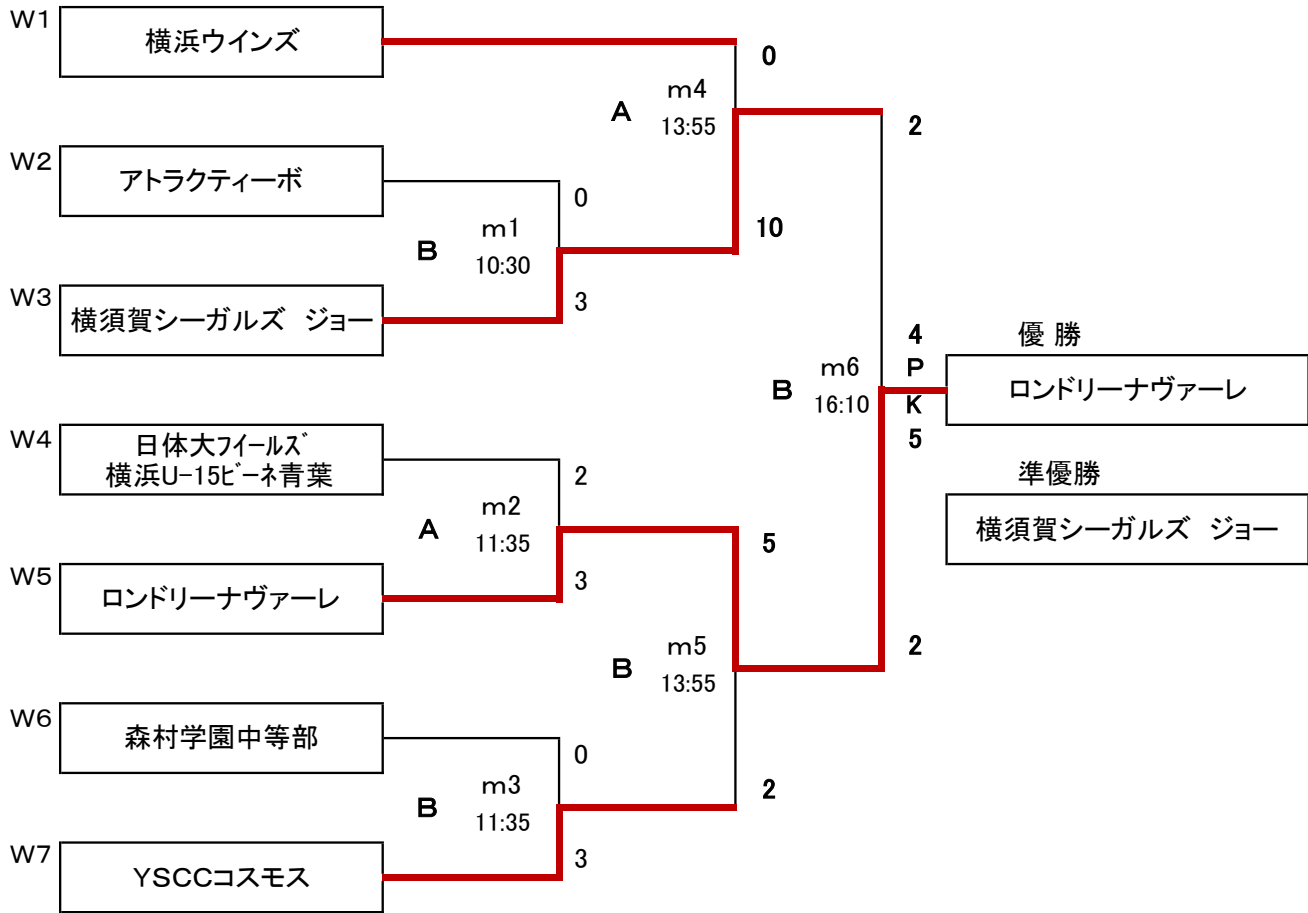 W1
横浜ウインズ
0
A
m4
13:55
2
W2
アトラクティーボ
0
B
m1
10:30
10
W3
横須賀シーガルズ ジョー
3
4
PK
5
優 勝
B
m6
16:10
ロンドリーナヴァーレ
W4
日体大フイールズ
横浜U-15ビーネ青葉
2
準優勝
A
m2
11:35
5
横須賀シーガルズ ジョー
W5
ロンドリーナヴァーレ
3
B
m5
13:55
2
W6
森村学園中等部
0
B
m3
11:35
2
W7
YSCCコスモス
3